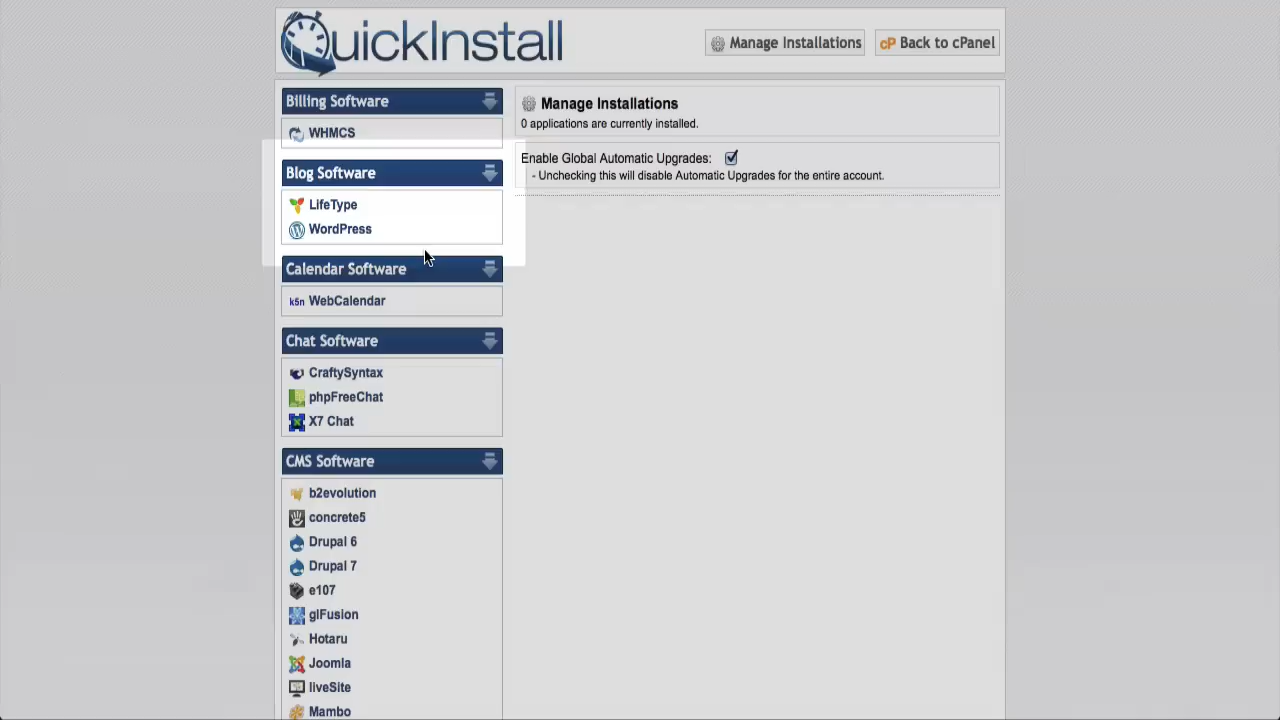 QuickInstall
Manage Installations
cP Back to cPanel
Billing Software
WHMCS
Blog Software
LifeType
WordPress
Calendar Software
k5n WebCalendar
Chat Software
CraftySyntax
phpFreeChat
X7 Chat
CMS Software
b2evolution
concrete5
Drupal 6
Drupal 7
e107
glFusion
Hotaru
Joomla
liveSite
Mambo
Manage Installations
0 applications are currently installed.
Enable Global Automatic Upgrades:
- Unchecking this will disable Automatic Upgrades for the entire account.